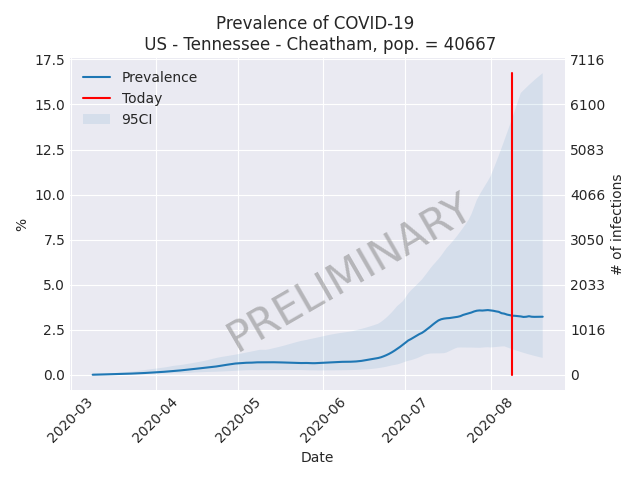 Prevalence of COVID-19
US - Tennessee - Cheatham, pop. = 40667
17.5
15.0
12.5
10.0
7.5
5.0
2.5
0.0
%
7116
6100
5083
4066
3050
2033
1016
0
# of infections
Prevalence
Today
95CI
PRELIMINARY
2020-03
2020-04
2020-05
2020-06
2020-07
2020-08
Date